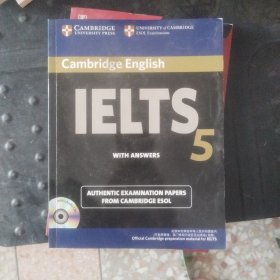 CAMBRIDGE
UNIVERSITY PRESS
UNIVERSITY of CAMBRIDGE
ESOL Examinations
Cambridge English
IELTS 5
WITH ANSWERS
AUTHENTIC EXAMINATION PAPERS
FROM CAMBRIDGE ESOL
Official Cambridge preparation material for IELTS